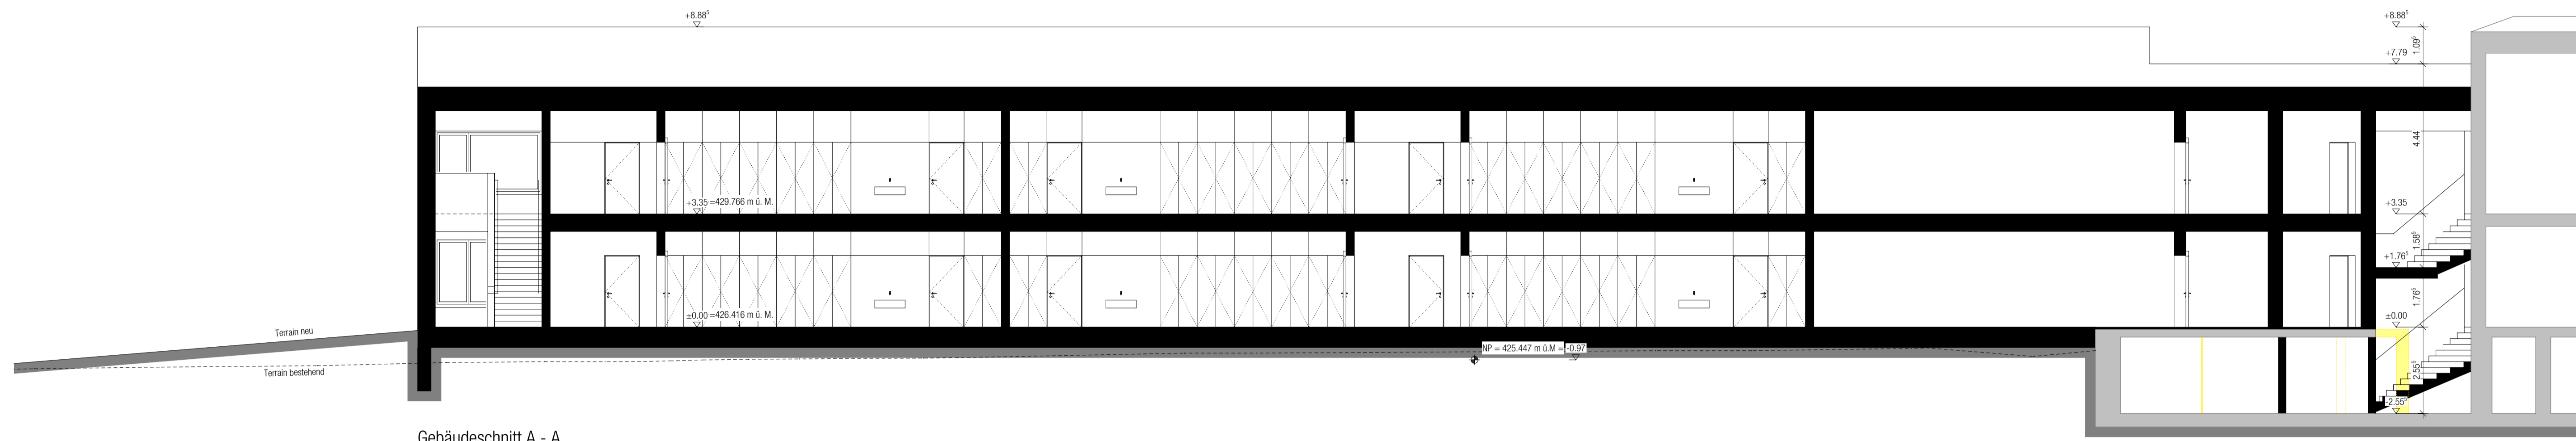 +8.88⁵
+8.88⁵
1.09⁵
+7.79
4.44
+3.35 =429.766 m ü. M.
+3.35
1.58⁵
+1.76⁵
1.76⁵
±0.00 =426.416 m ü. M.
±0.00
Terrain neu
NP = 425.447 m ü.M = -0.97
Terrain bestehend
2.55⁵
-2.55⁵
Gebäudeschnitt A - A